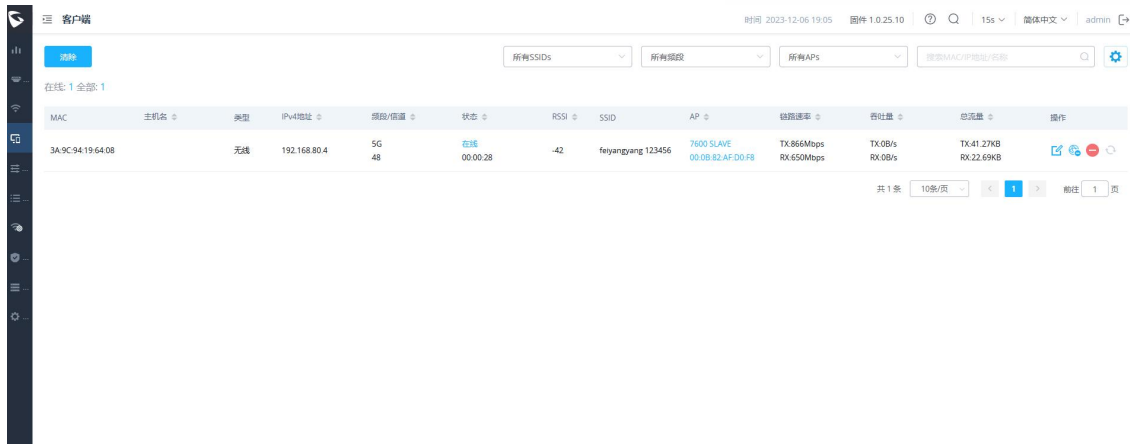 客户端
时间 2023-12-06 19:05 固件 1.0.25.10 15s 简体中文 admin
清除 所有SSIDs 所有频段 所有APs 搜索MAC/IP地址/名称
在线: 1 全部: 1
MAC 主机名 类型 IPv4地址 频段/信道 状态 RSSI SSID AP 链路速率 吞吐量 总流量 操作
3A:9C:94:19:64:08 无线 192.168.80.4 5G 在线 -42 feiyangyang 123456 7600 SLAVE TX:866Mbps TX:0B/s TX:41.27KB
48 00:00:28 00:0B:82:AF:D0:F8 RX:650Mbps RX:0B/s RX:22.69KB
共 1 条 10条/页 1 前往 1 页